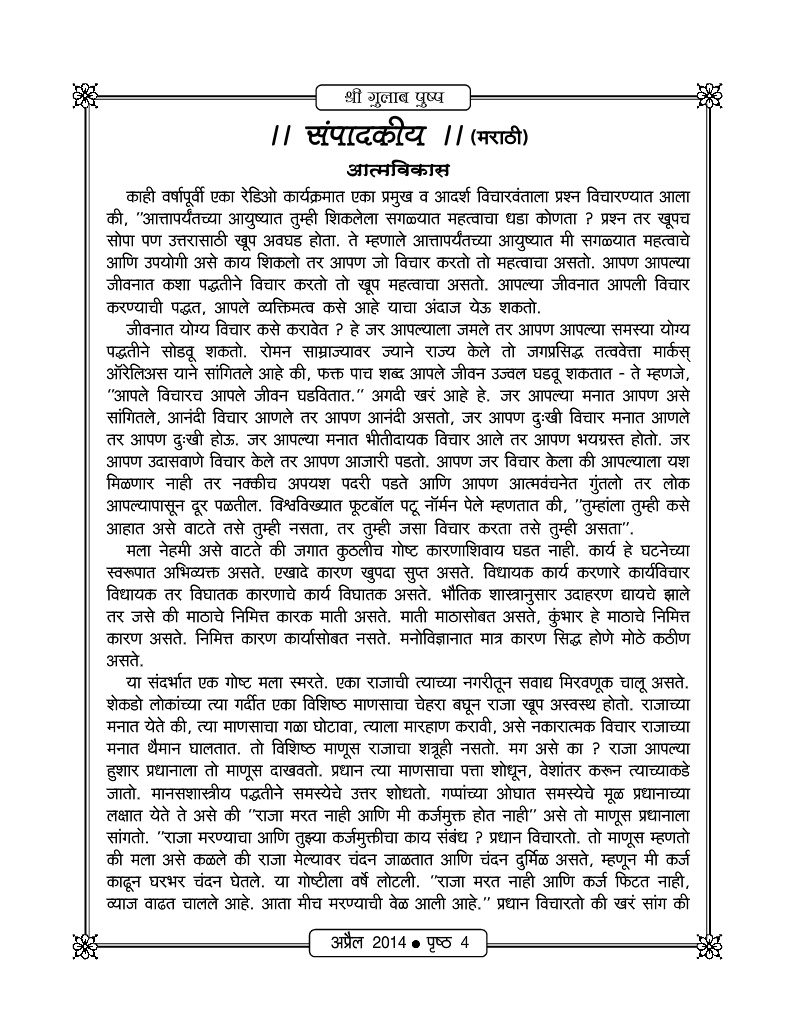 श्री गुलाब पुष्प
।। संपादकीय ।। (मराठी)
आत्मविकास
काही वर्षापूर्वी एका रेडिओ कार्यक्रमात एका प्रमुख व आदर्श विचारवंताला प्रश्न विचारण्यात आला
की, ''आत्तापर्यंतच्या आयुष्यात तुम्ही शिकलेला सगळ्यात महत्वाचा धडा कोणता ? प्रश्न तर खूपच
सोपा पण उत्तरासाठी खूप अवघड होता. ते म्हणाले आत्तापर्यंतच्या आयुष्यात मी सगळ्यात महत्वाचे
आणि उपयोगी असे काय शिकलो तर आपण जो विचार करतो तो महत्वाचा असतो. आपण आपल्या
जीवनात कशा पद्धतीने विचार करतो तो खूप महत्वाचा असतो. आपल्या जीवनात आपली विचार
करण्याची पद्धत, आपले व्यक्तिमत्व कसे आहे याचा अंदाज येऊ शकतो.
जीवनात योग्य विचार कसे करावेत ? हे जर आपल्याला जमले तर आपण आपल्या समस्या योग्य
पद्धतीने सोडवू शकतो. रोमन साम्राज्यावर ज्याने राज्य केले तो जगप्रसिद्ध तत्ववेत्ता मार्कस्
ऑरेलिअस याने सांगितले आहे की, फक्त पाच शब्द आपले जीवन उज्वल घडवू शकतात - ते म्हणजे,
''आपले विचारच आपले जीवन घडवितात.'' अगदी खरं आहे हे. जर आपल्या मनात आपण असे
सांगितले, आनंदी विचार आणले तर आपण आनंदी असतो, जर आपण दुःखी विचार मनात आणले
तर आपण दुःखी होऊ. जर आपल्या मनात भीतीदायक विचार आले तर आपण भयग्रस्त होतो. जर
आपण उदासवाणे विचार केले तर आपण आजारी पडतो. आपण जर विचार केला की आपल्याला यश
मिळणार नाही तर नक्कीच अपयश पदरी पडते आणि आपण आत्मवंचनेत गुंतलो तर लोक
आपल्यापासून दूर पळतील. विश्वविख्यात फूटबॉल पटू नॉर्मन पेले म्हणतात की, ''तुम्हांला तुम्ही कसे
आहात असे वाटते तसे तुम्ही नसता, तर तुम्ही जसा विचार करता तसे तुम्ही असता''.
मला नेहमी असे वाटते की जगात कुठलीच गोष्ट कारणाशिवाय घडत नाही. कार्य हे घटनेच्या
स्वरूपात अभिव्यक्त असते. एखादे कारण खुपदा सुप्त असते. विधायक कार्य करणारे कार्यविचार
विधायक तर विघातक कारणाचे कार्य विघातक असते. भौतिक शास्त्रानुसार उदाहरण द्यायचे झाले
तर जसे की माठाचे निमित्त कारक माती असते. माती माठासोबत असते, कुंभार हे माठाचे निमित्त
कारण असते. निमित्त कारण कार्यासोबत नसते. मनोविज्ञानात मात्र कारण सिद्ध होणे मोठे कठीण
असते.
या संदर्भात एक गोष्ट मला स्मरते. एका राजाची त्याच्या नगरीतून सवाद्य मिरवणूक चालू असते.
शेकडो लोकांच्या त्या गर्दीत एका विशिष्ठ माणसाचा चेहरा बघून राजा खूप अस्वस्थ होतो. राजाच्या
मनात येते की, त्या माणसाचा गळा घोटावा, त्याला मारहाण करावी, असे नकारात्मक विचार राजाच्या
मनात थैमान घालतात. तो विशिष्ठ माणूस राजाचा शत्रूही नसतो. मग असे का ? राजा आपल्या
हुशार प्रधानाला तो माणूस दाखवतो. प्रधान त्या माणसाचा पत्ता शोधून, वेशांतर करून त्याच्याकडे
जातो. मानसशास्त्रीय पद्धतीने समस्येचे उत्तर शोधतो. गप्पांच्या ओघात समस्येचे मूळ प्रधानाच्या
लक्षात येते ते असे की ''राजा मरत नाही आणि मी कर्जमुक्त होत नाही'' असे तो माणूस प्रधानाला
सांगतो. ''राजा मरण्याचा आणि तुझ्या कर्जमुक्तीचा काय संबंध ? प्रधान विचारतो. तो माणूस म्हणतो
की मला असे कळले की राजा मेल्यावर चंदन जाळतात आणि चंदन दुर्मिळ असते, म्हणून मी कर्ज
काढून घरभर चंदन घेतले. या गोष्टीला वर्षे लोटली. ''राजा मरत नाही आणि कर्ज फिटत नाही,
व्याज वाढत चालले आहे. आता मीच मरण्याची वेळ आली आहे.'' प्रधान विचारतो की खरं सांग की
अप्रैल 2014 ● पृष्ठ 4